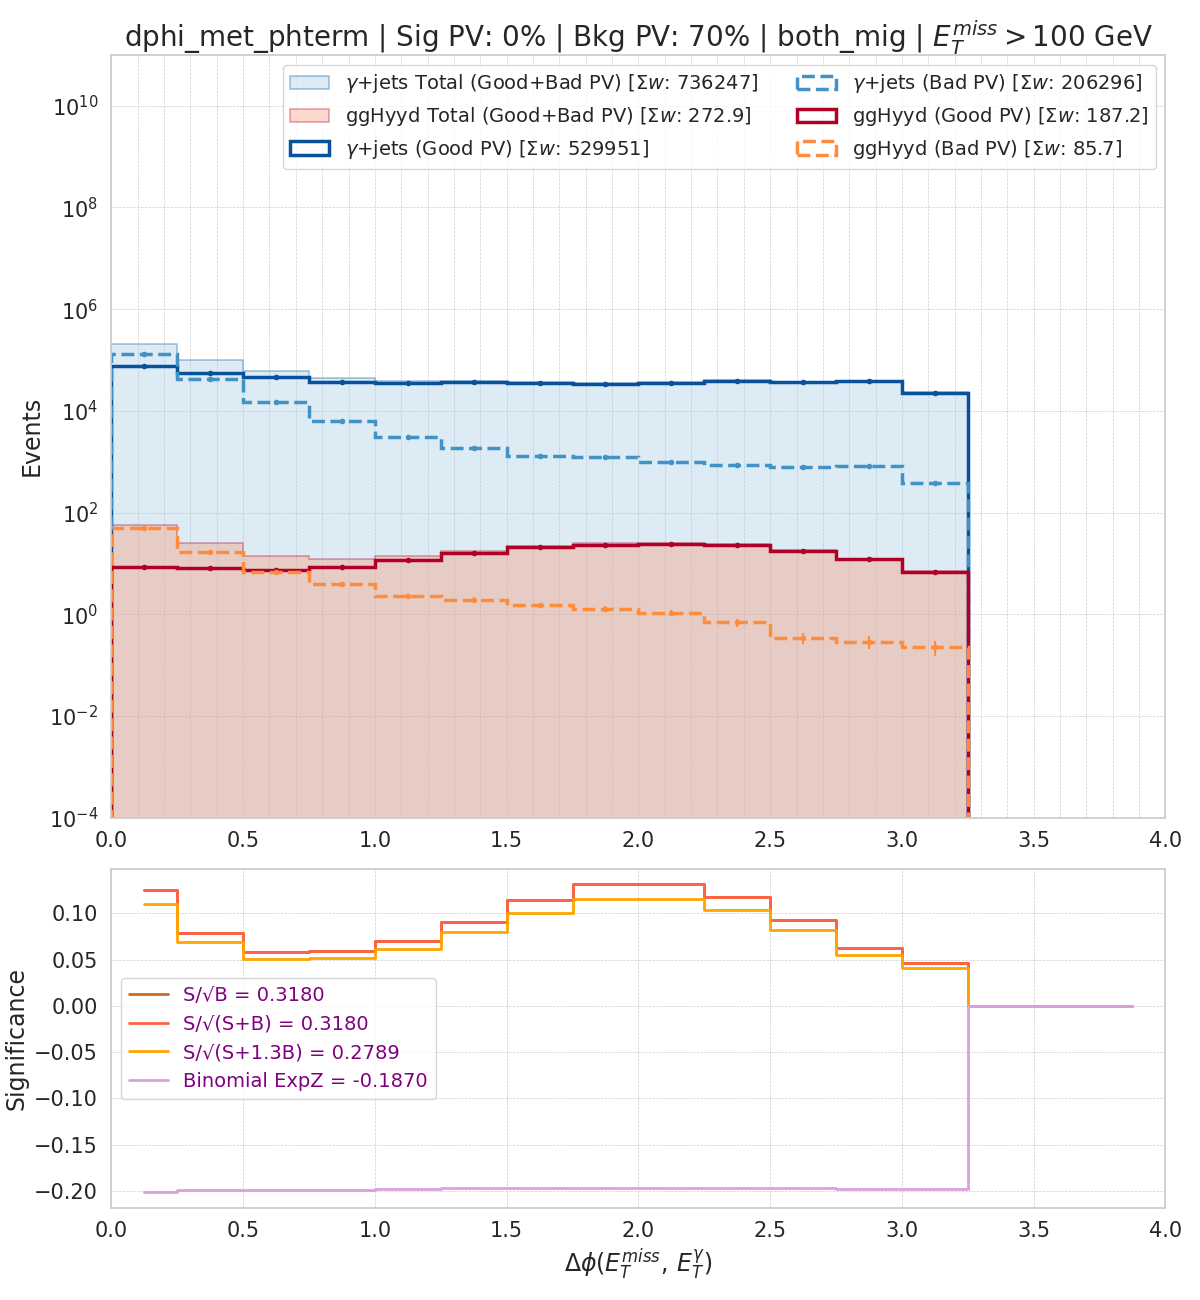 dphi_met_phterm | Sig PV: 0% | Bkg PV: 70% | both_mig | E_T^miss > 100 GeV
γ+jets Total (Good+Bad PV) [Σw: 736247]
ggHyyd Total (Good+Bad PV) [Σw: 272.9]
γ+jets (Good PV) [Σw: 529951]
γ+jets (Bad PV) [Σw: 206296]
ggHyyd (Good PV) [Σw: 187.2]
ggHyyd (Bad PV) [Σw: 85.7]
Events
10^10
10^8
10^6
10^4
10^2
10^0
10^−2
10^−4
0.0 0.5 1.0 1.5 2.0 2.5 3.0 3.5 4.0
Significance
0.10
0.05
0.00
−0.05
−0.10
−0.15
−0.20
S/√B = 0.3180
S/√(S+B) = 0.3180
S/√(S+1.3B) = 0.2789
Binomial ExpZ = -0.1870
0.0 0.5 1.0 1.5 2.0 2.5 3.0 3.5 4.0
Δϕ(E_T^miss, E_T^γ)